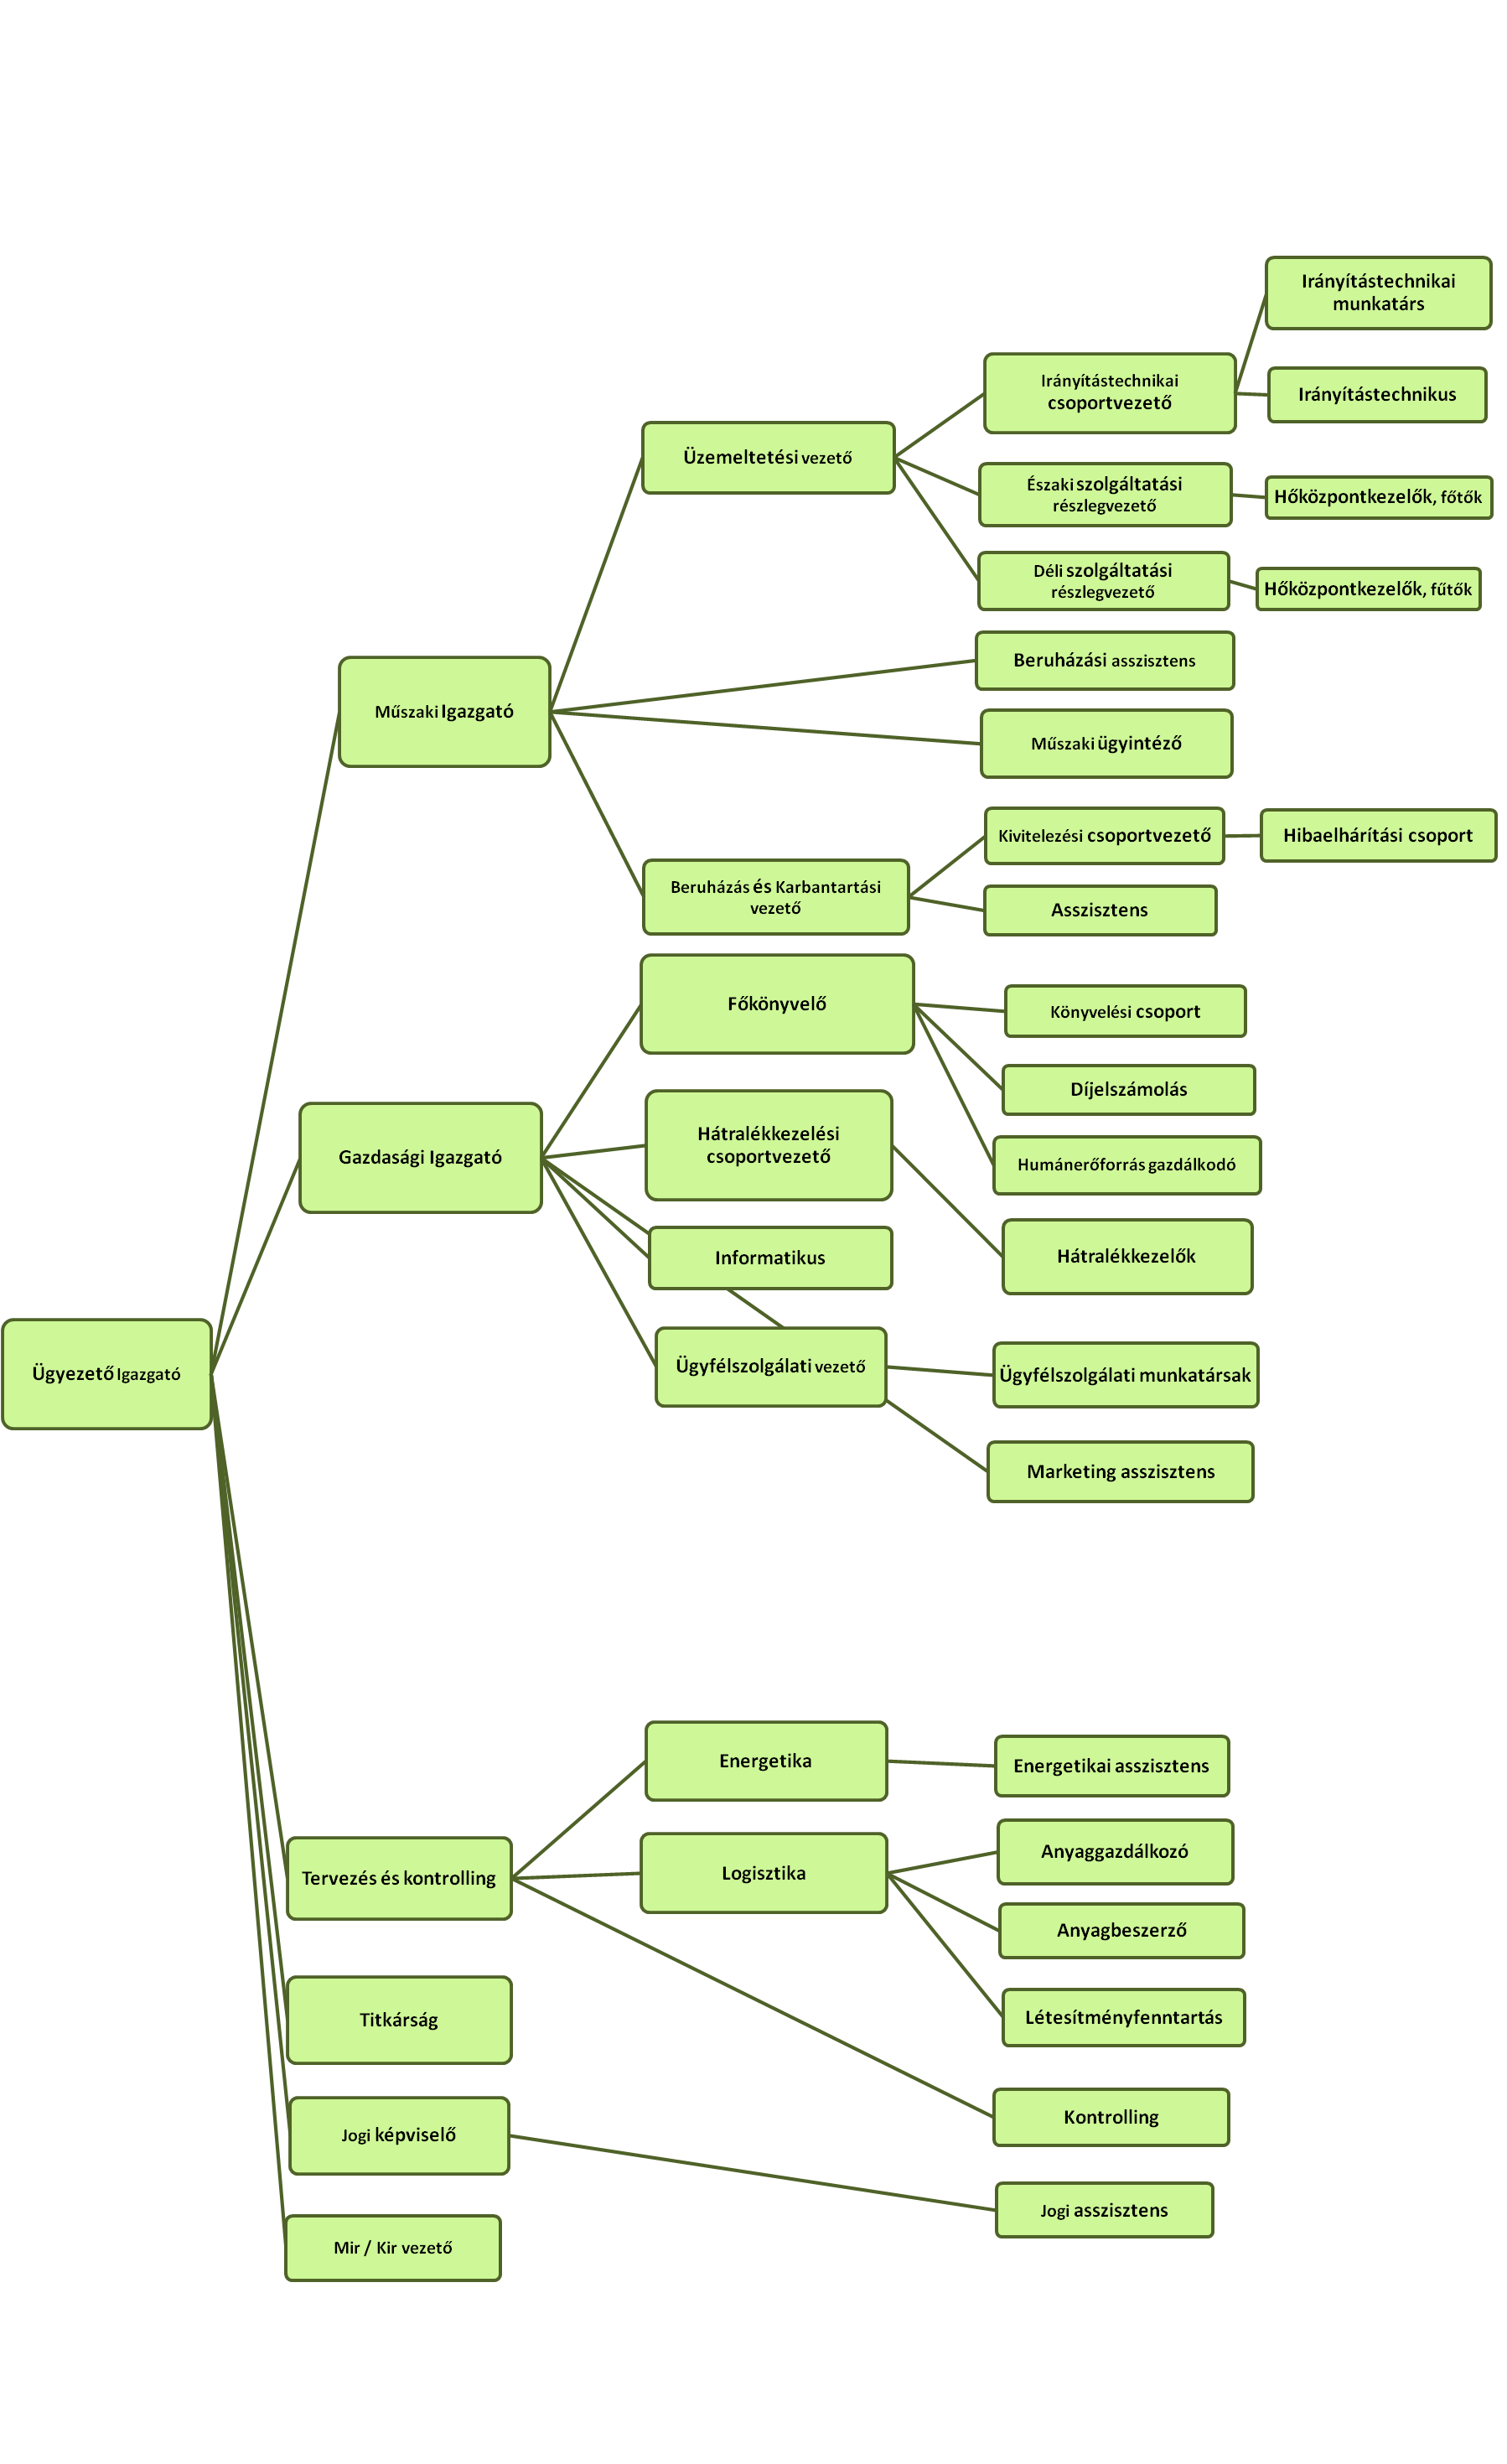 Irányítástechnikai
munkatárs
Irányítástechnikai
csoportvezető
Irányítástechnikus
Üzemeltetési vezető
Északi szolgáltatási
részlegvezető
Hőközpontkezelők, főtők
Déli szolgáltatási
részlegvezető
Hőközpontkezelők, fűtők
Beruházási asszisztens
Műszaki Igazgató
Műszaki ügyintéző
Kivitelezési csoportvezető
Hibaelhárítási csoport
Beruházás és Karbantartási
vezető
Asszisztens
Főkönyvelő
Könyvelési csoport
Díjelszámolás
Hátralékkezelési
csoportvezető
Gazdasági Igazgató
Humánerőforrás gazdálkodó
Informatikus
Hátralékkezelők
Ügyezető Igazgató
Ügyfélszolgálati vezető
Ügyfélszolgálati munkatársak
Marketing asszisztens
Energetika
Energetikai asszisztens
Tervezés és kontrolling
Logisztika
Anyaggazdálkozó
Anyagbeszerző
Titkárság
Létesítményfenntartás
Kontrolling
Jogi képviselő
Jogi asszisztens
Mir / Kir vezető